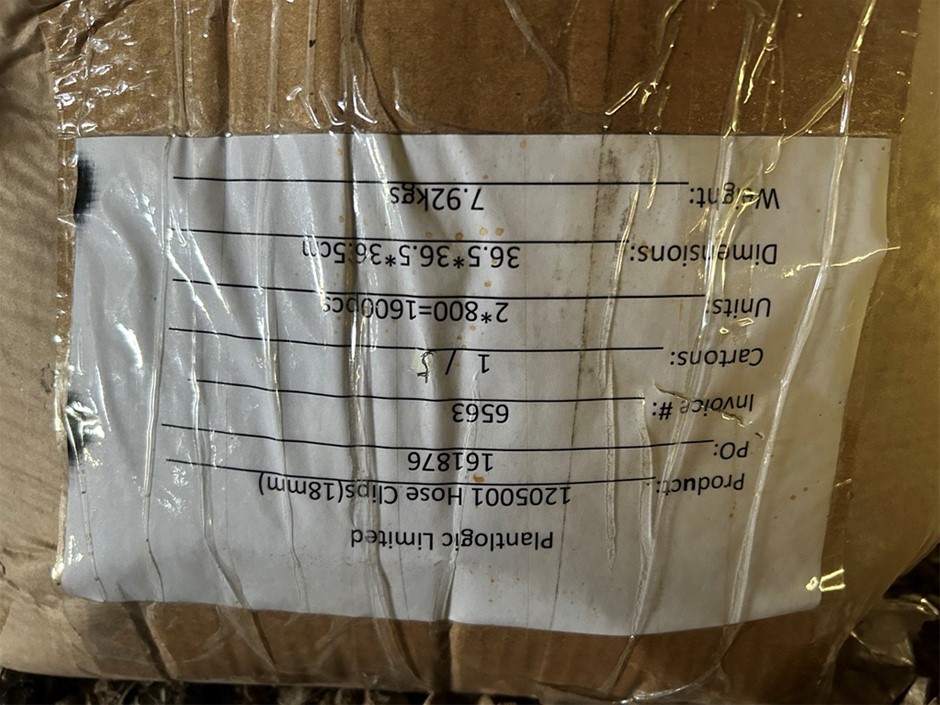 Plantlogic Limited
Product: 1205001 Hose Clips(18mm)
PO: 161876
Invoice #: 6563
Cartons: 1 /
Units: 2*800=1600pcs
Dimensions: 36.5*36.5*36.5cm
Weight: 7.92kgs